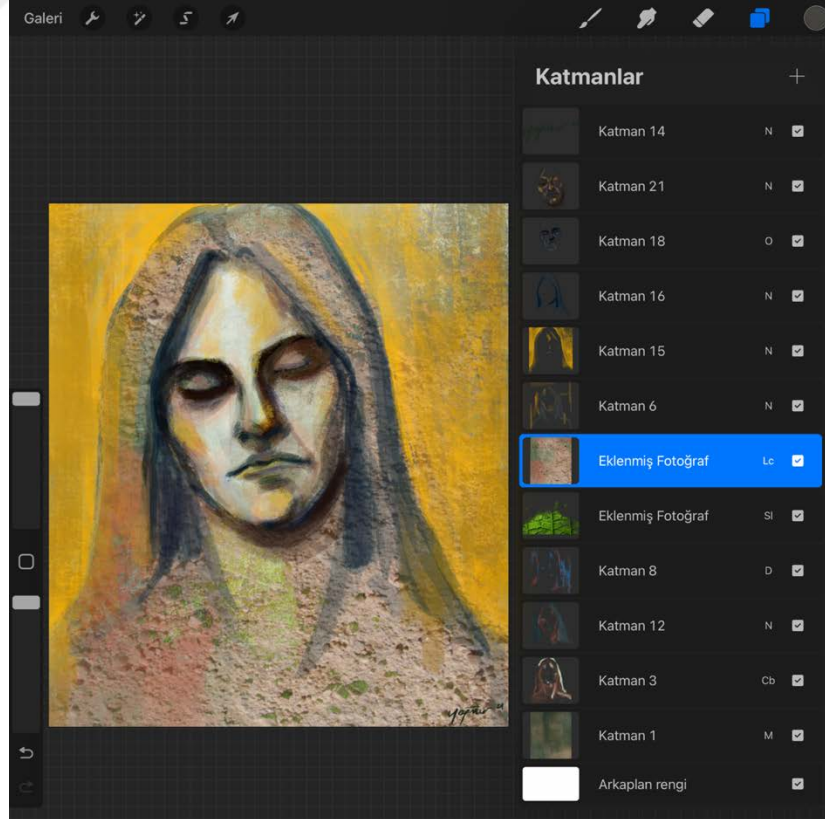 Galeri
Katmanlar
Katman 14 N
Katman 21 N
Katman 18 O
Katman 16 N
Katman 15 N
Katman 6 N
Eklenmiş Fotoğraf Lc
Eklenmiş Fotoğraf Sl
Katman 8 D
Katman 12 N
Katman 3 Cb
Katman 1 M
Arkaplan rengi